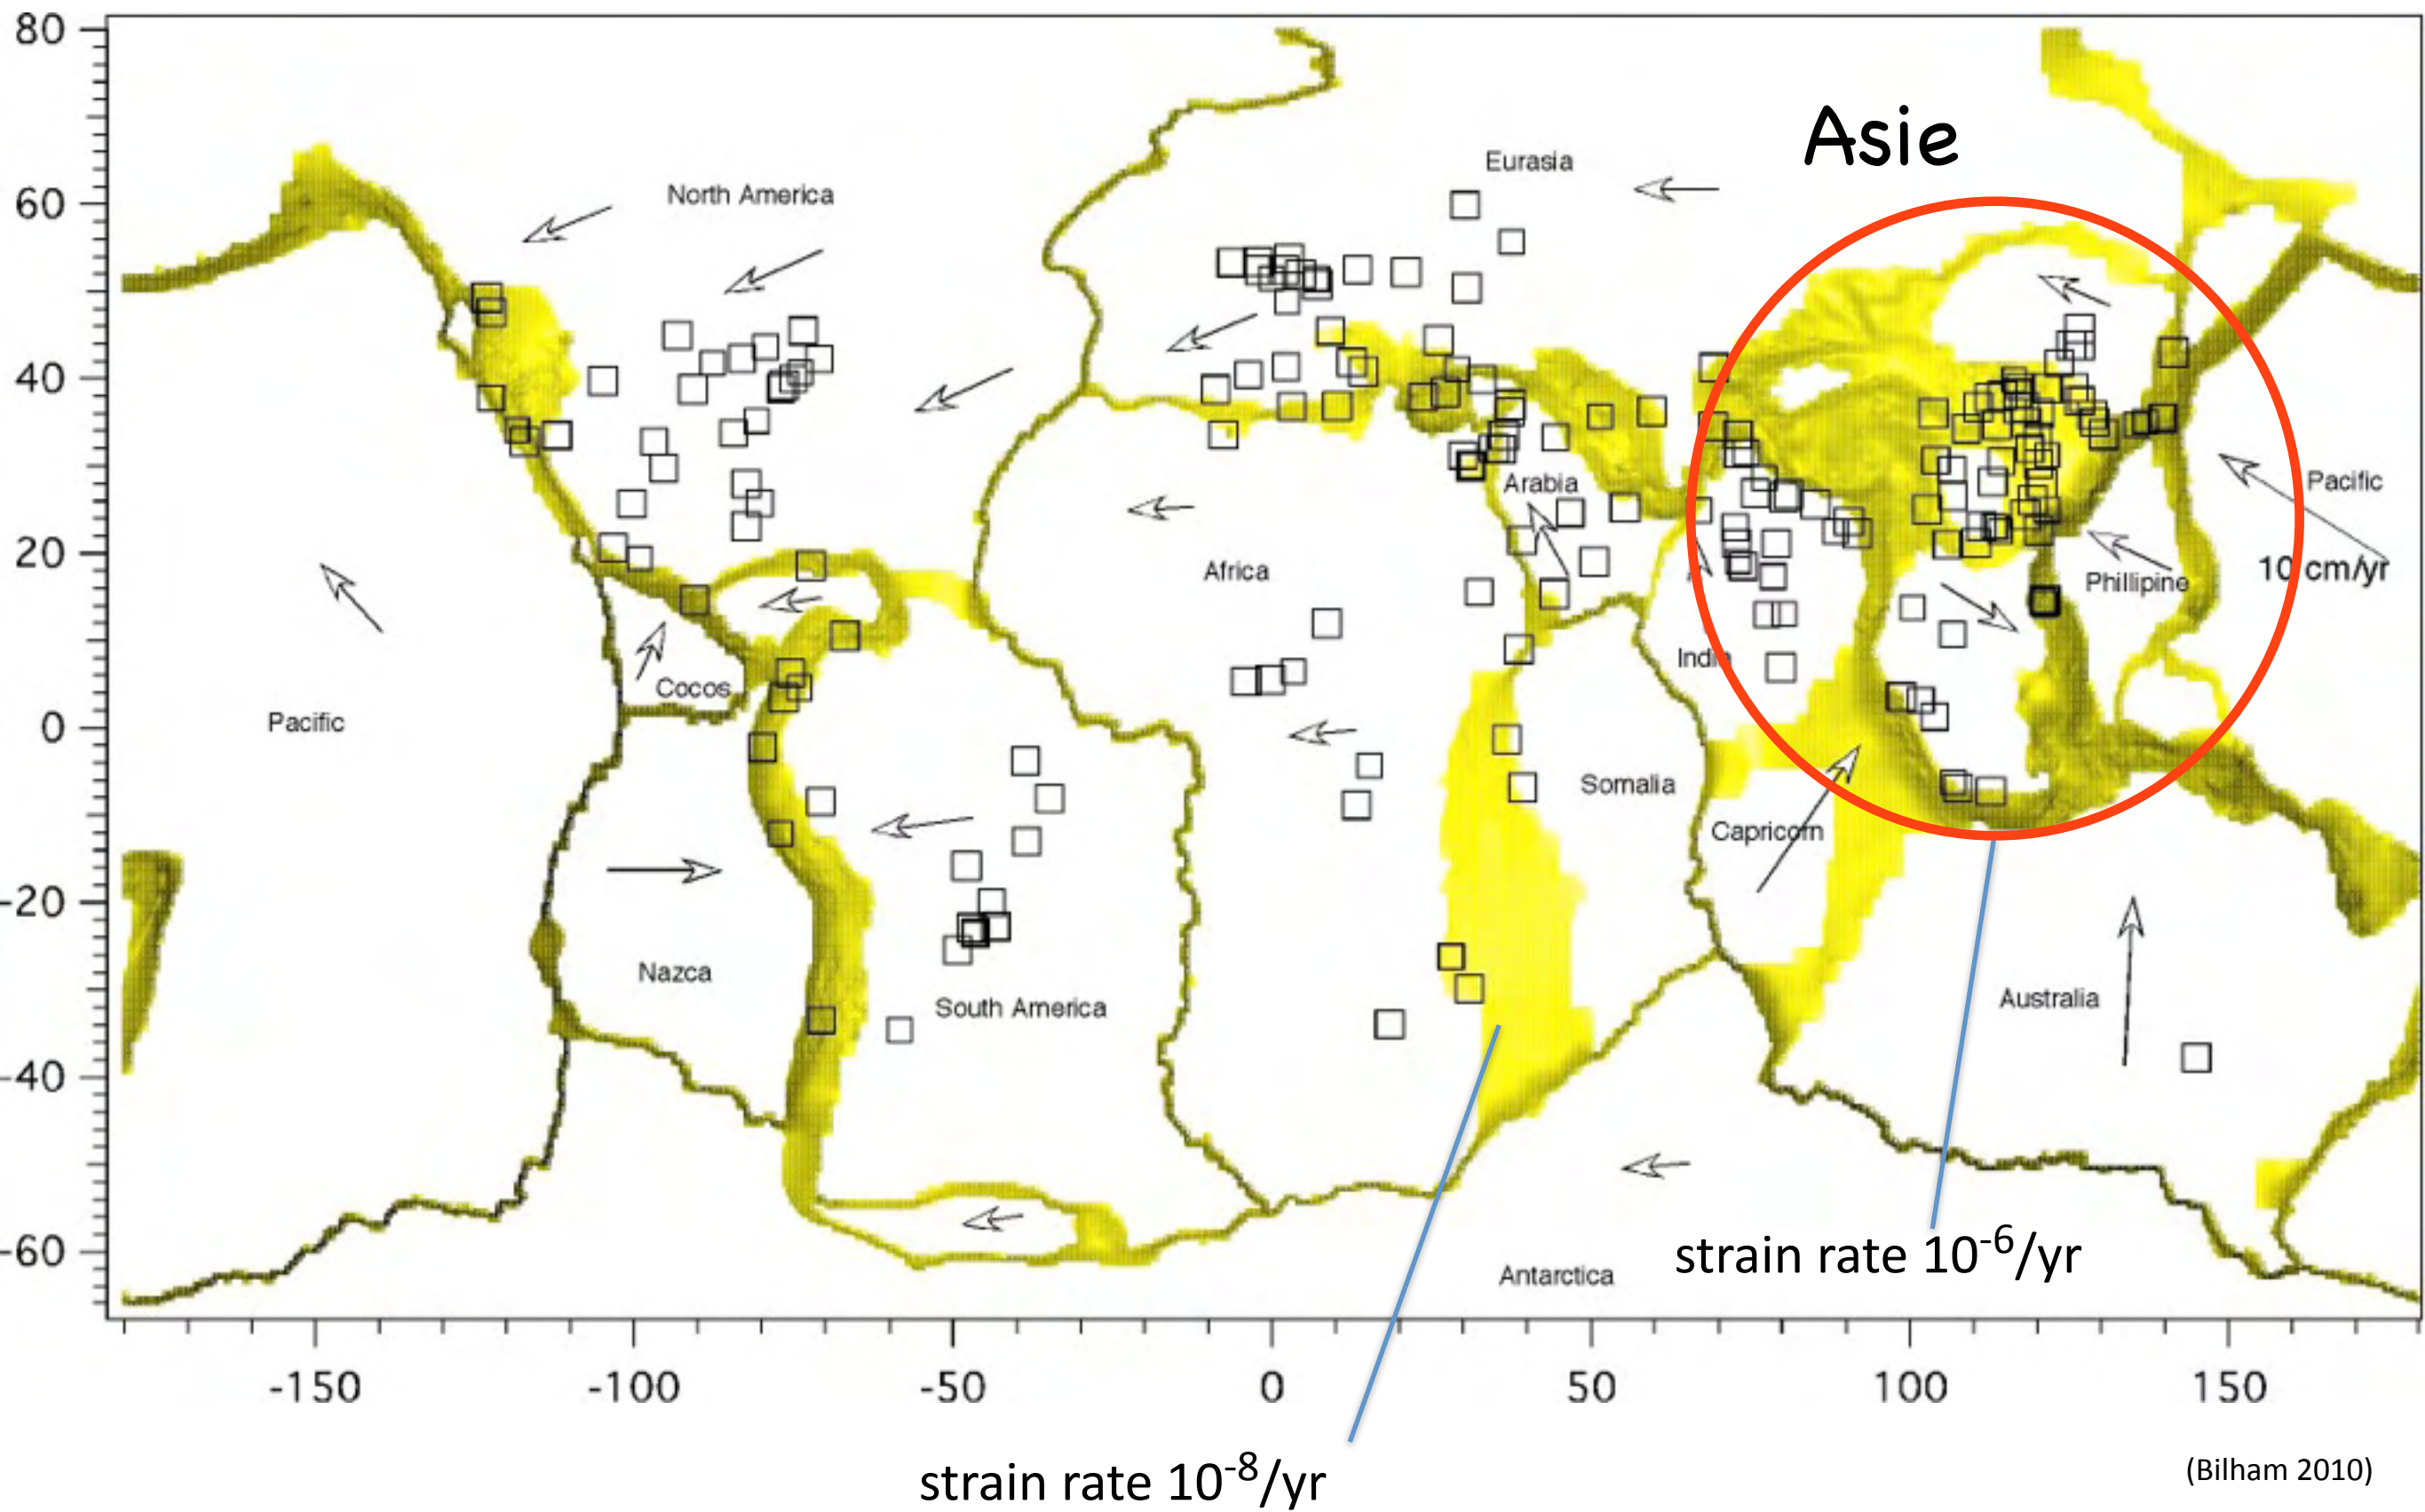 Asie
80
60
40
20
0
-20
-40
-60
-150
-100
-50
0
50
100
150
North America
Eurasia
Pacific
Arabia
Africa
10 cm/yr
Phillipine
India
Cocos
Pacific
Somalia
Capricorn
Nazca
South America
Australia
Antarctica
strain rate 10⁻⁶/yr
strain rate 10⁻⁸/yr
(Bilham 2010)